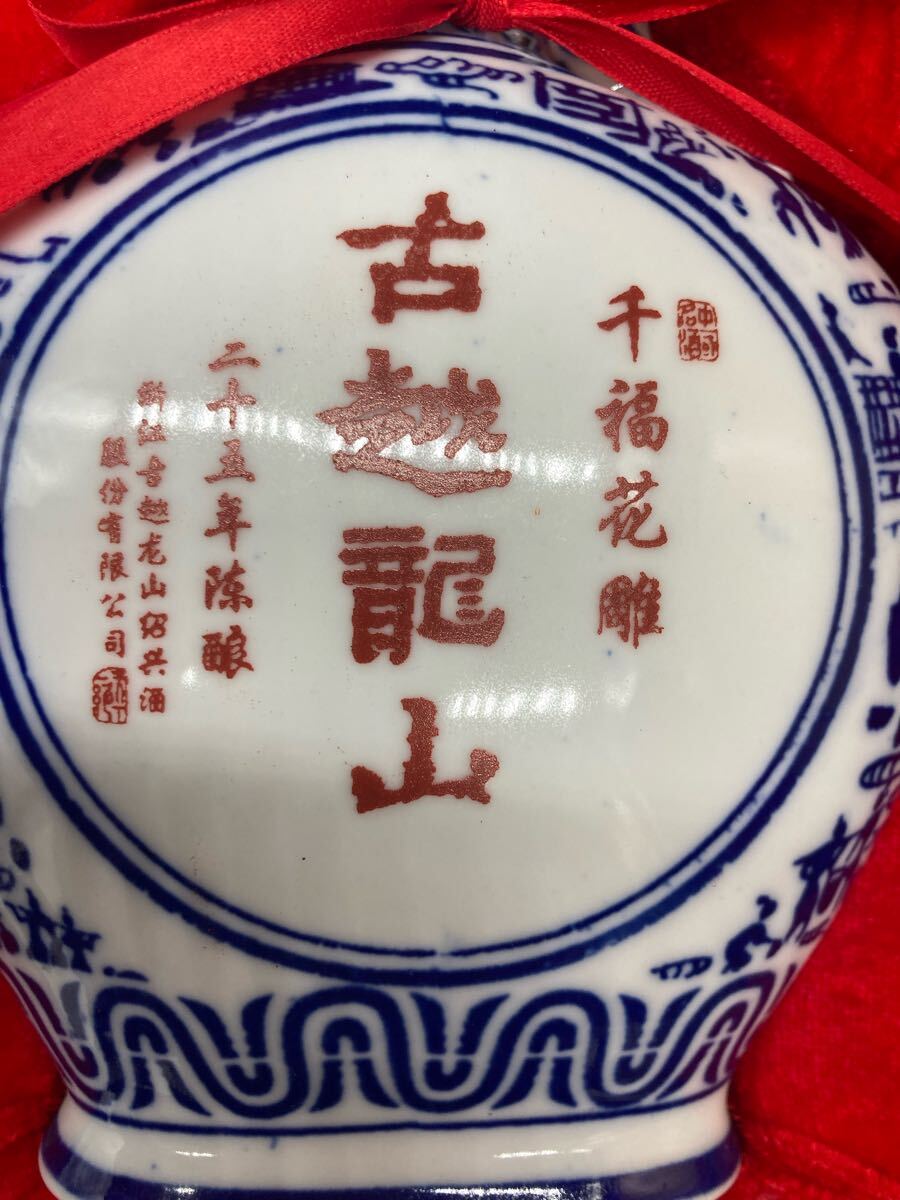 千福花雕
古越龍山
二十五年陈酿
浙江古越龙山绍兴酒
股份有限公司